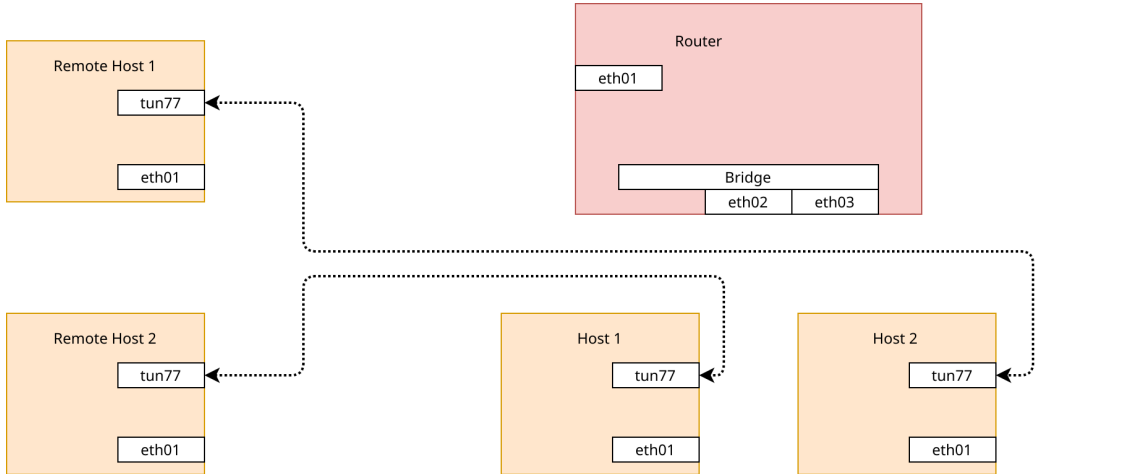 Remote Host 1
tun77
eth01
Router
eth01
Bridge
eth02
eth03
Remote Host 2
tun77
eth01
Host 1
tun77
eth01
Host 2
tun77
eth01